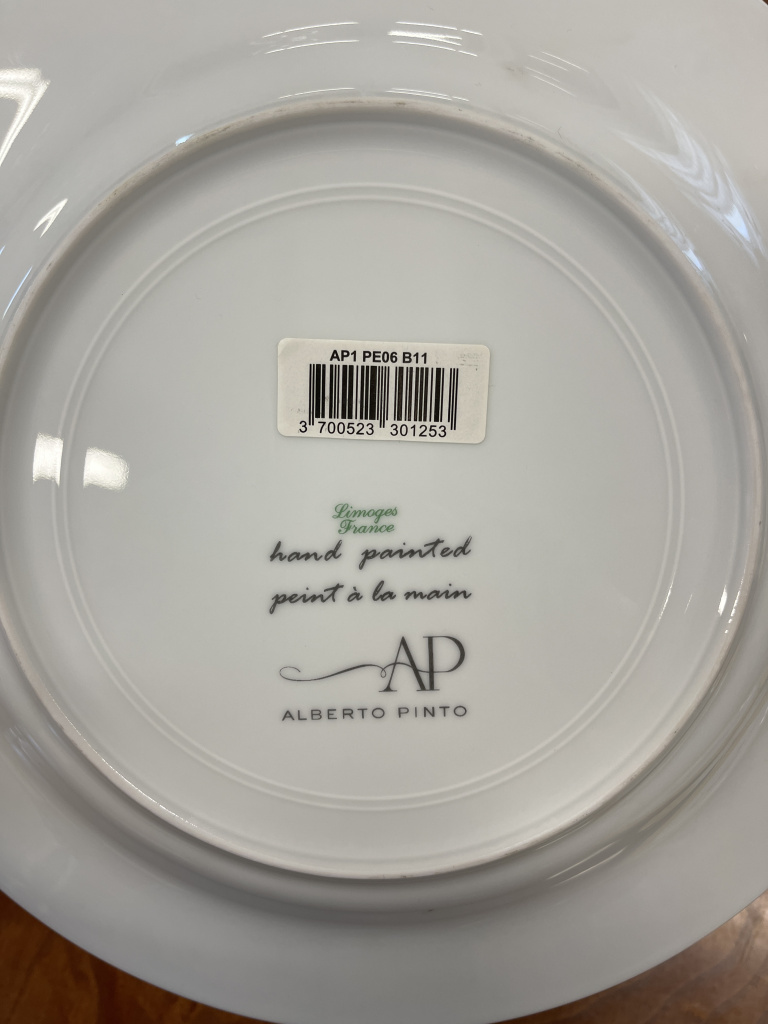 AP1 PE06 B11
3 700523 301253
Limoges
France
hand painted
peint à la main
AP
ALBERTO PINTO